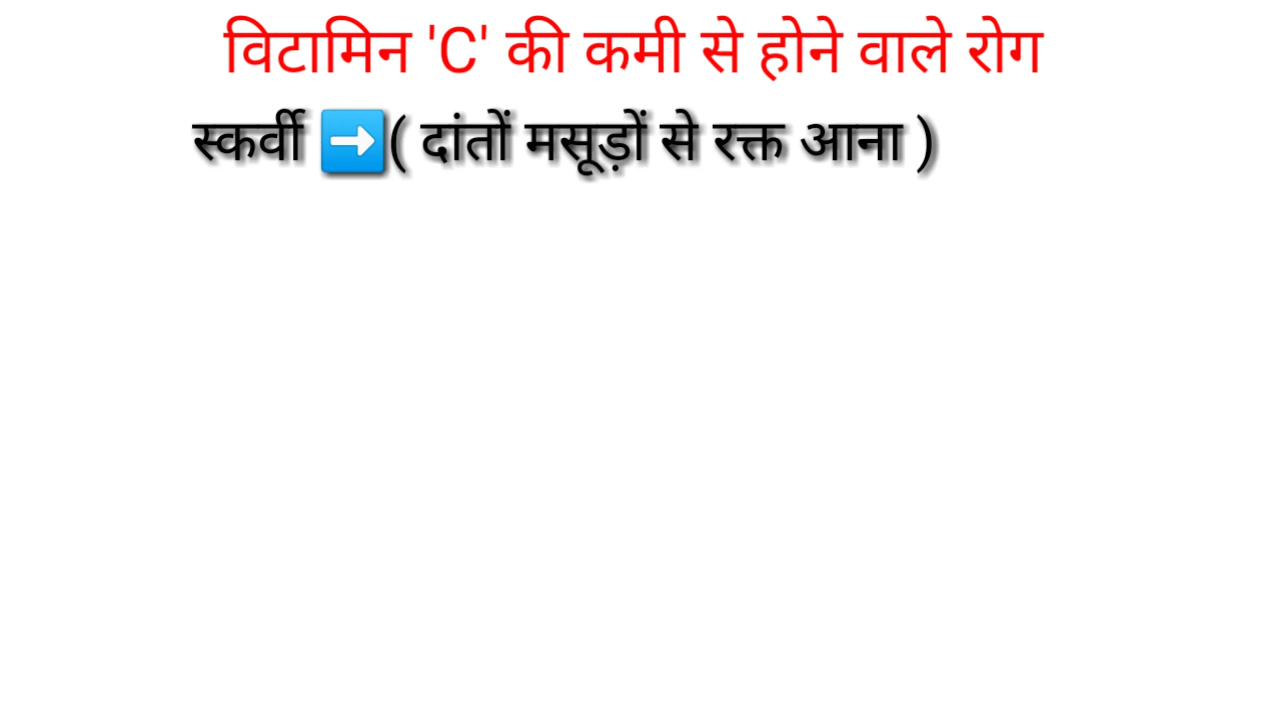 विटामिन 'C' की कमी से होने वाले रोग
स्कर्वी ➡️( दांतों मसूड़ों से रक्त आना )